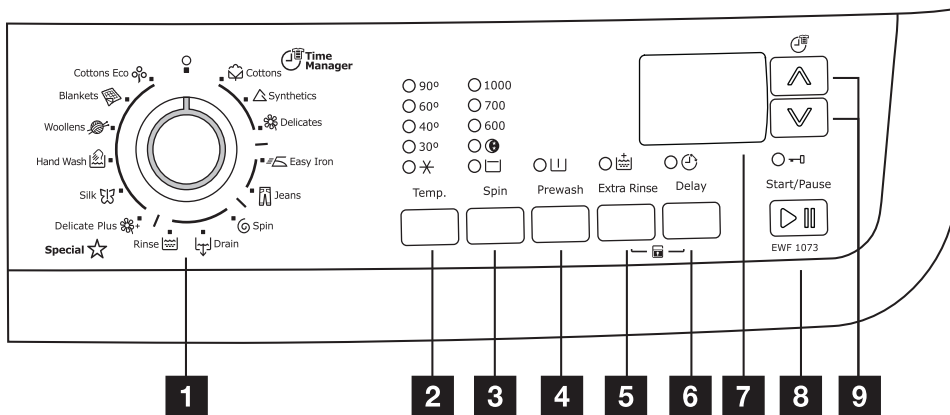 Time
Manager
Cottons Eco
Cottons
Blankets
Synthetics
Woollens
Delicates
Hand Wash
Easy Iron
Silk
Jeans
Delicate Plus
Spin
Special
Rinse
Drain
90º
1000
60º
700
40º
600
30º
Temp.
Spin
Prewash
Extra Rinse
Delay
Start/Pause
EWF 1073
1
2
3
4
5
6
7
8
9